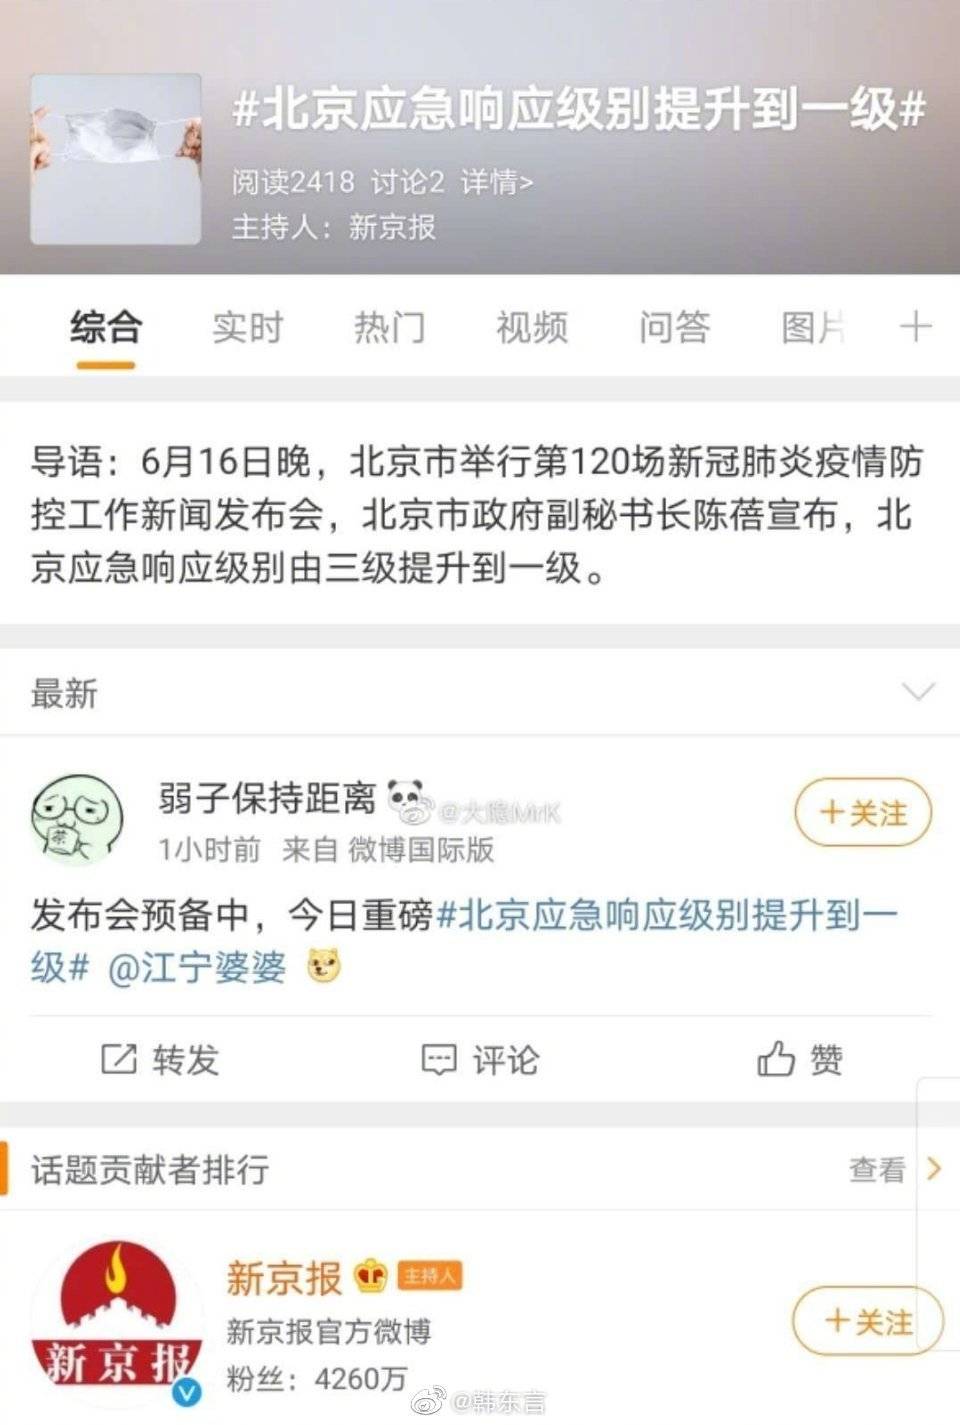 #北京应急响应级别提升到一级#
阅读2418 讨论2 详情>
主持人：新京报
综合 实时 热门 视频 问答 图片
导语：6月16日晚，北京市举行第120场新冠肺炎疫情防
控工作新闻发布会，北京市政府副秘书长陈蓓宣布，北
京应急响应级别由三级提升到一级。
最新
弱子保持距离
@大隐MrK
+关注
1小时前 来自 微博国际版
茶
发布会预备中，今日重磅#北京应急响应级别提升到一
级# @江宁婆婆
转发 评论 赞
话题贡献者排行 查看
新京报 主持人
新京报官方微博
+关注
粉丝：4260万
新京报
@韩东言